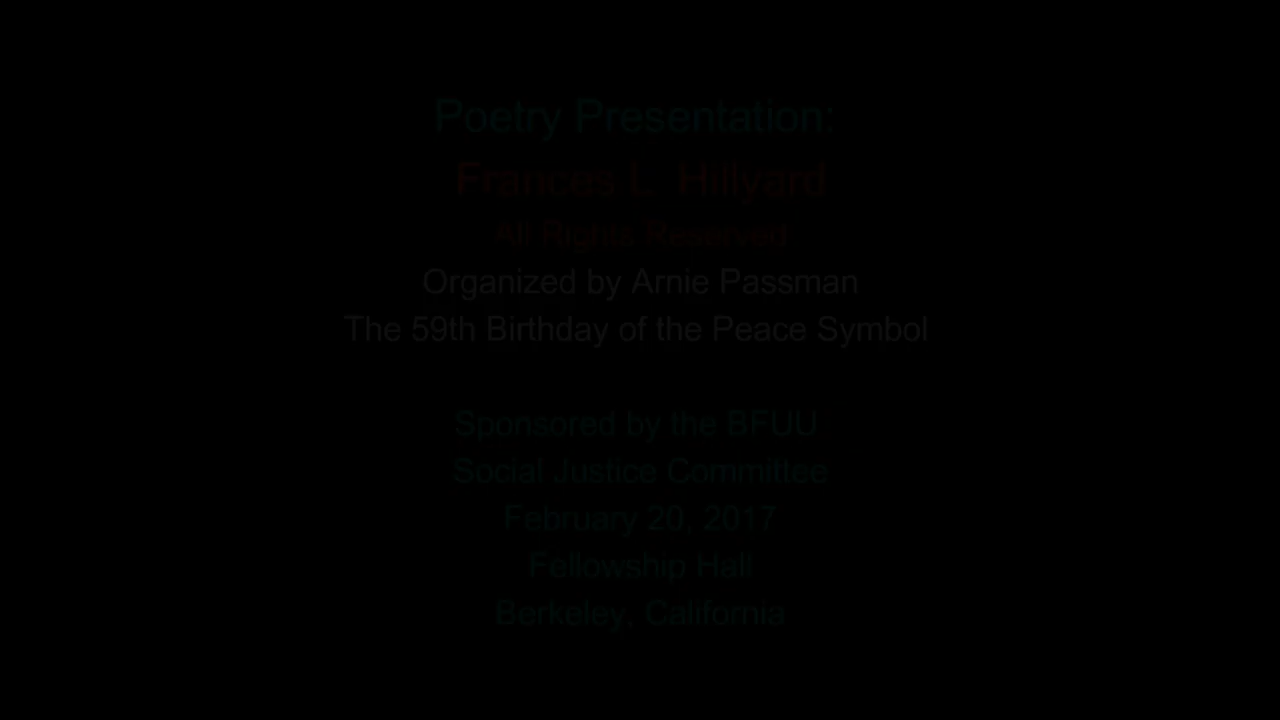 Poetry Presentation:
Frances L. Hillyard
All Rights Reserved.
Organized by Arnie Passman
The 59th Birthday of the Peace Symbol
Sponsored by the BFUU
Social Justice Committee
February 20, 2017
Fellowship Hall
Berkeley, California